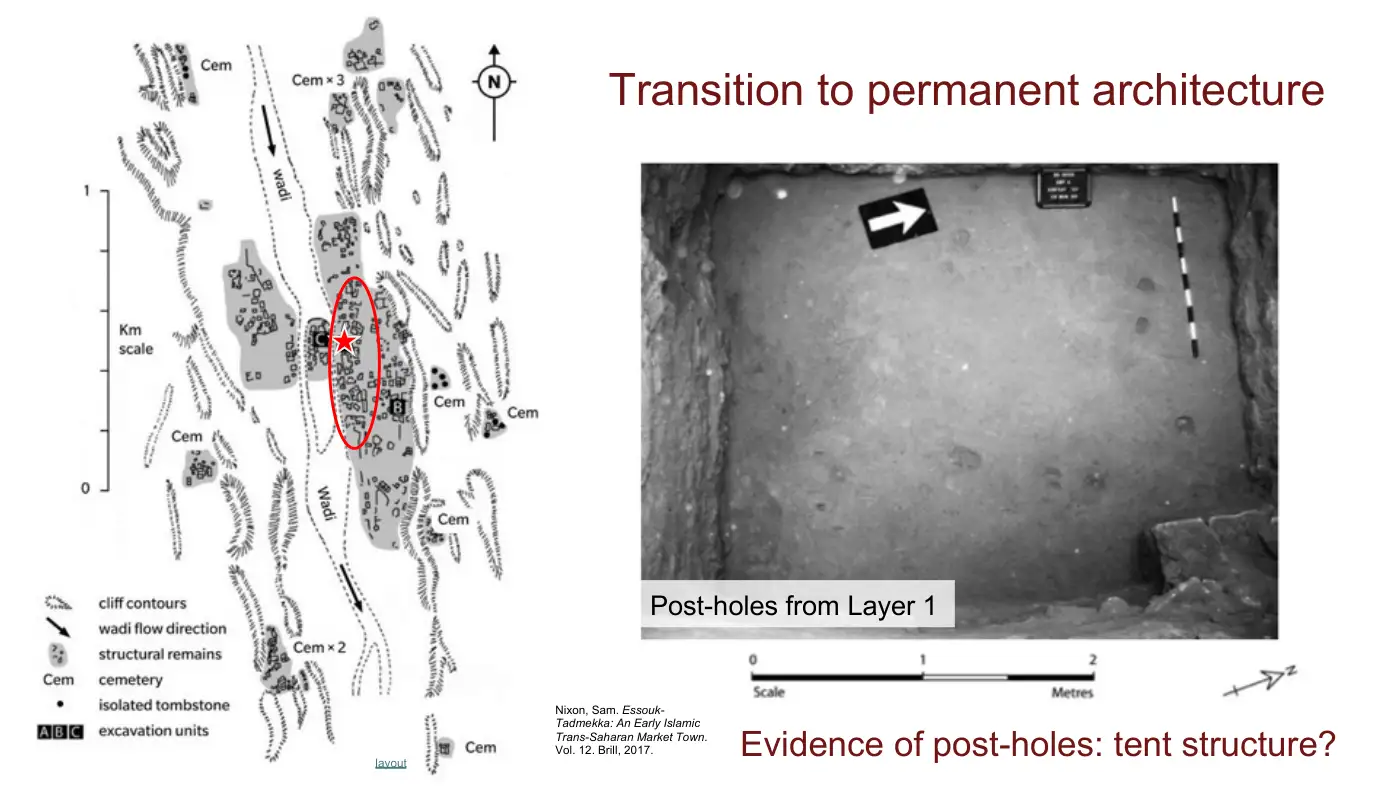 Transition to permanent architecture
Cem
Cem × 3
N
wadi
1
Km
scale
C
B
Cem
Cem
Cem
0
Wadi
Cem
cliff contours
wadi flow direction
structural remains
Cem cemetery
isolated tombstone
A B C excavation units
Cem × 2
Cem
layout
Post-holes from Layer 1
0 1 2
Scale Metres
N
Nixon, Sam. Essouk-
Tadmekka: An Early Islamic
Trans-Saharan Market Town.
Vol. 12. Brill, 2017.
Evidence of post-holes: tent structure?